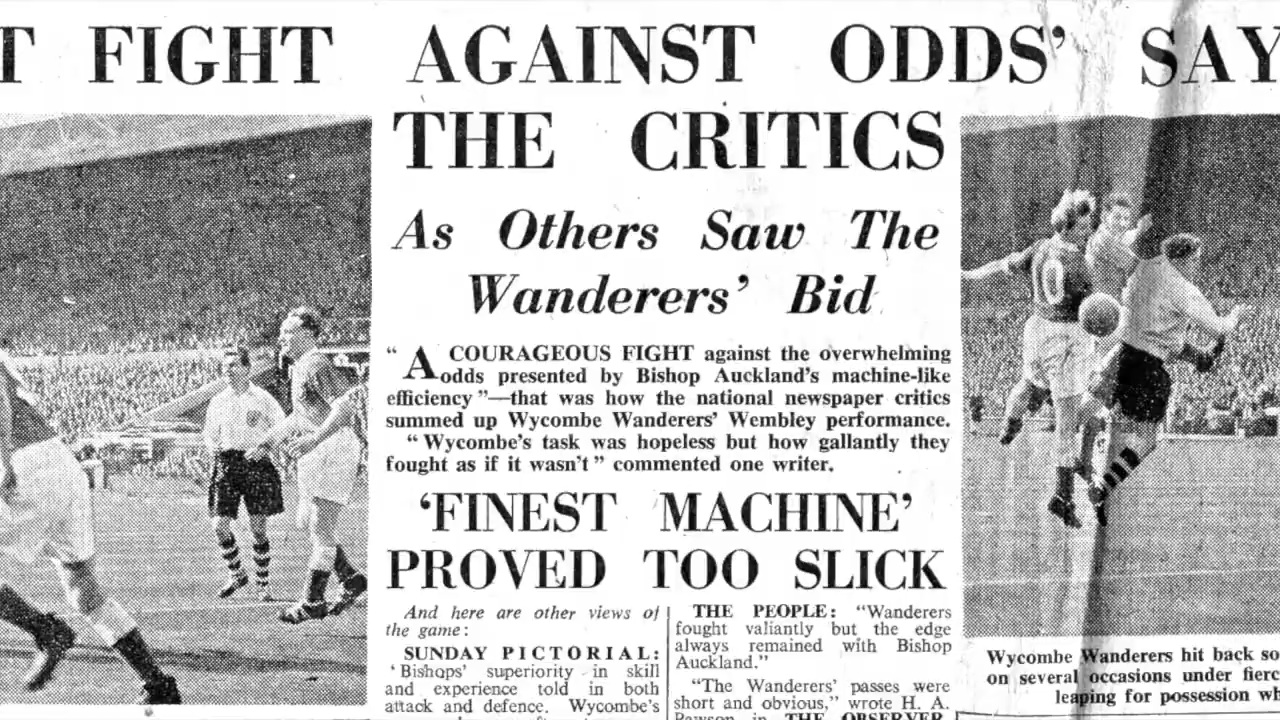 T FIGHT AGAINST ODDS' SAY
THE CRITICS
As Others Saw The
Wanderers' Bid
"A COURAGEOUS FIGHT against the overwhelming
odds presented by Bishop Auckland's machine-like
efficiency"—that was how the national newspaper critics
summed up Wycombe Wanderers' Wembley performance.
"Wycombe's task was hopeless but how gallantly they
fought as if it wasn't" commented one writer.
'FINEST MACHINE'
PROVED TOO SLICK
And here are other views of
the game:
SUNDAY PICTORIAL:
'Bishops' superiority in skill
and experience told in both
attack and defence. Wycombe's
THE PEOPLE: "Wanderers
fought valiantly but the edge
always remained with Bishop
Auckland."
"The Wanderers' passes were
short and obvious," wrote H. A.
in THE OBSERVER.
10
Wycombe Wanderers hit back so
on several occasions under fierc
leaping for possession wh